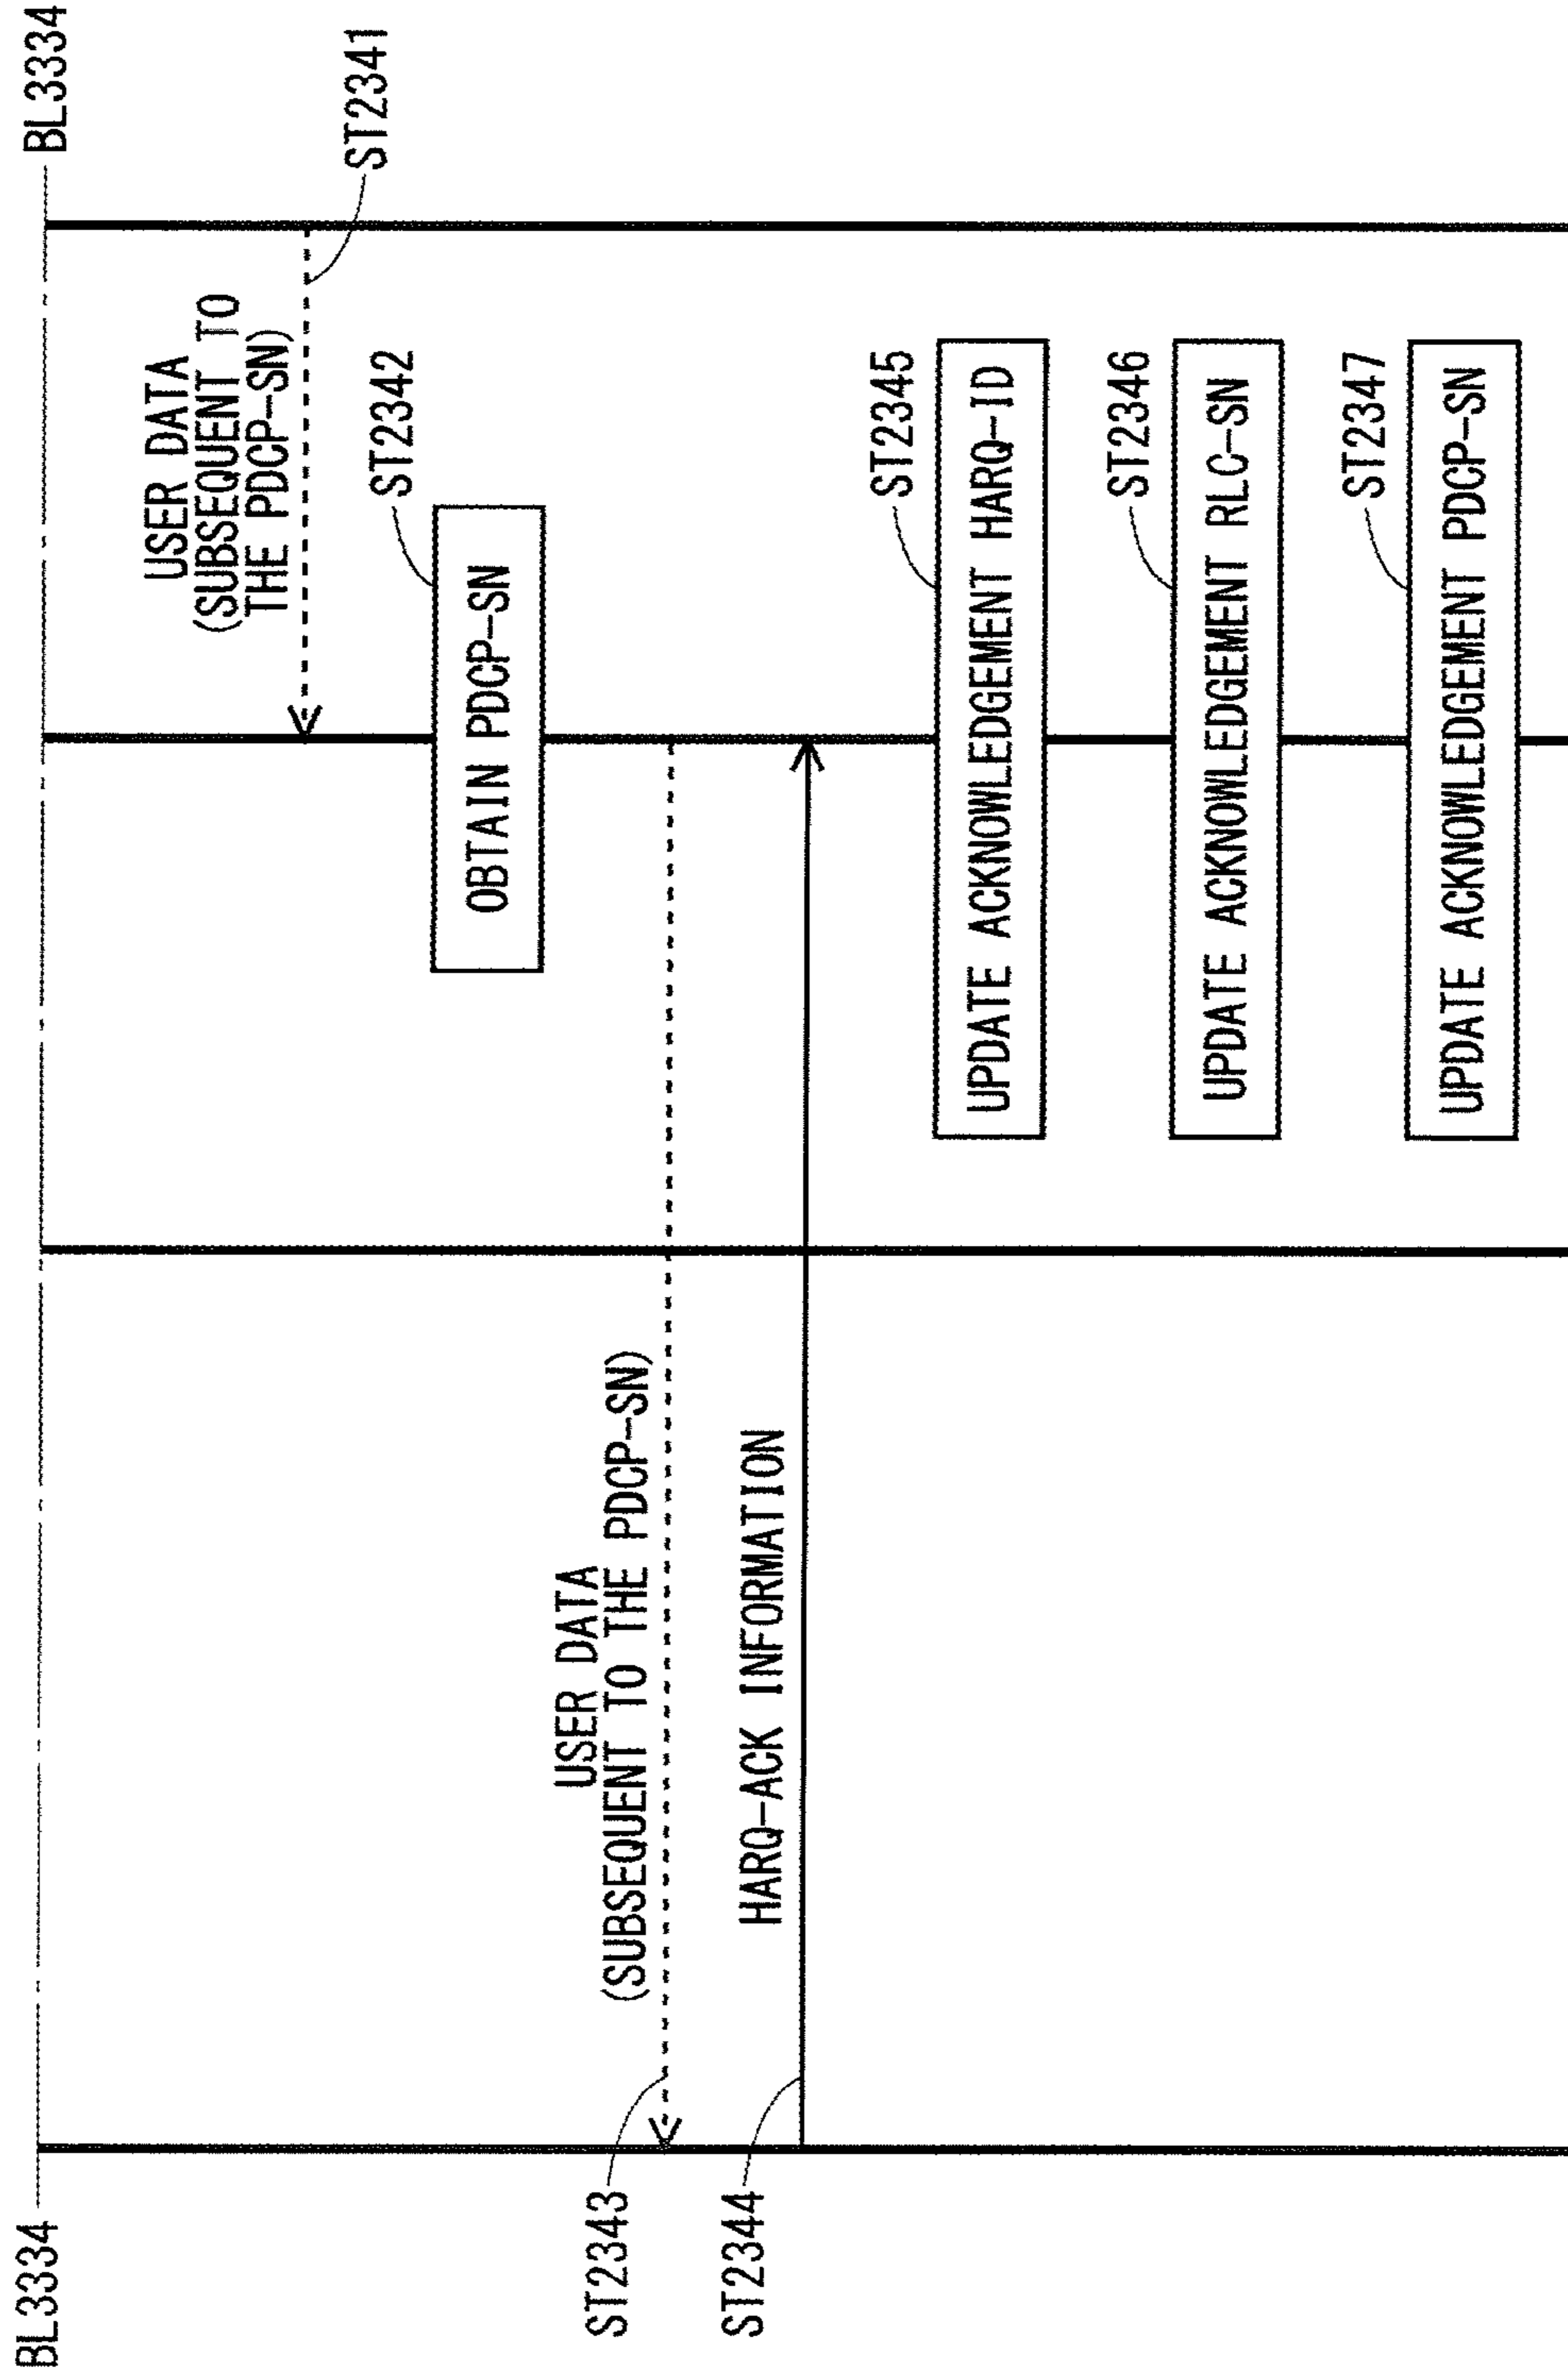 BL3334
BL3334
USER DATA
(SUBSEQUENT TO
THE PDCP-SN)
ST2341
ST2342
OBTAIN PDCP-SN
USER DATA
(SUBSEQUENT TO THE PDCP-SN)
ST2343
HARQ-ACK INFORMATION
ST2344
ST2345
UPDATE ACKNOWLEDGEMENT HARQ-ID
ST2346
UPDATE ACKNOWLEDGEMENT RLC-SN
ST2347
UPDATE ACKNOWLEDGEMENT PDCP-SN